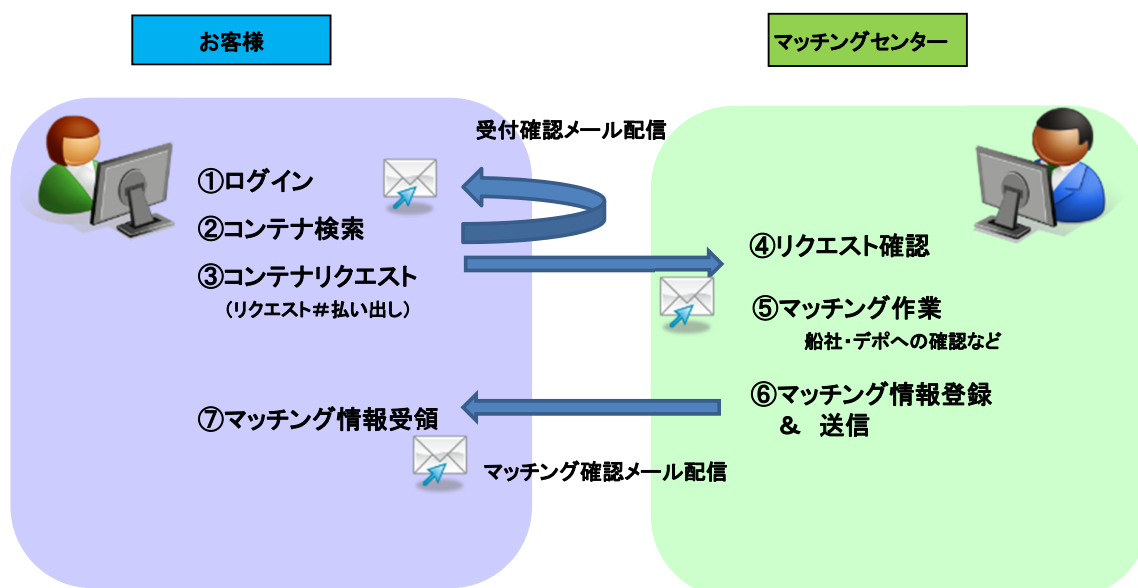 お客様
マッチングセンター
受付確認メール配信
①ログイン
②コンテナ検索
③コンテナリクエスト
(リクエスト#払い出し)
④リクエスト確認
⑤マッチング作業
船社・デポへの確認など
⑥マッチング情報登録
& 送信
⑦マッチング情報受領
マッチング確認メール配信